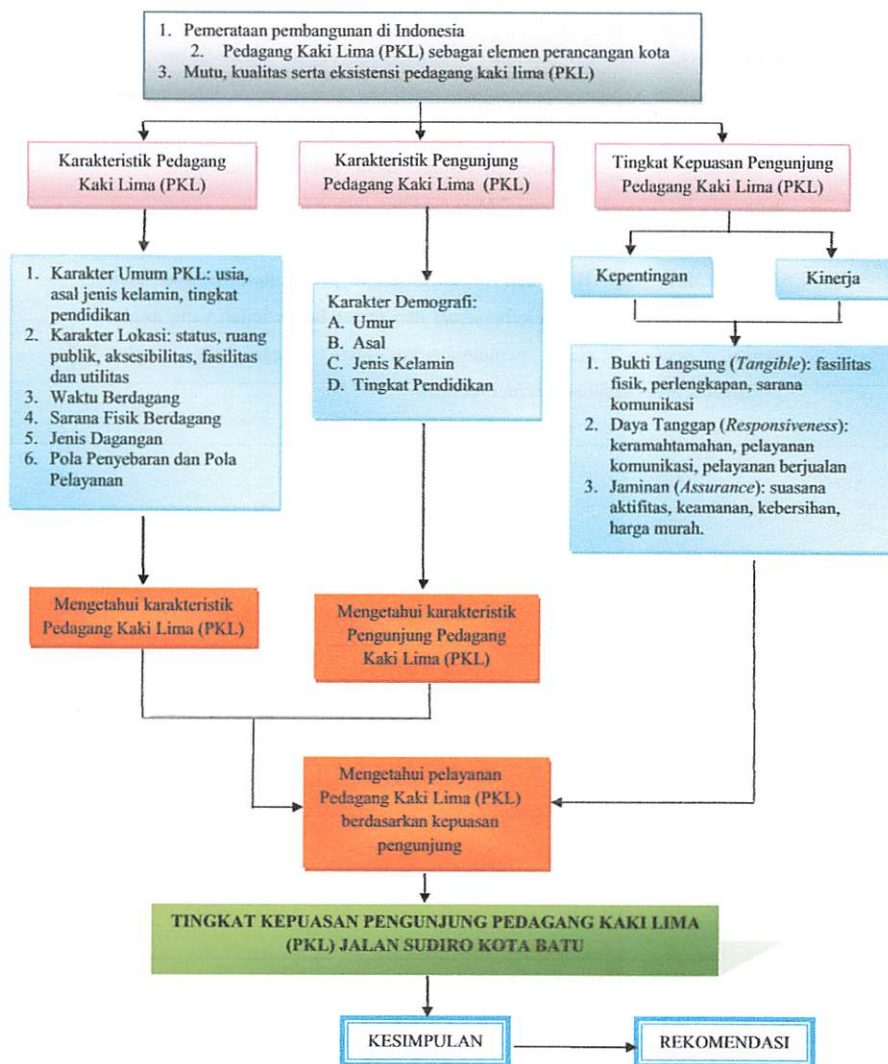 1. Pemerataan pembangunan di Indonesia
2. Pedagang Kaki Lima (PKL) sebagai elemen perancangan kota
3. Mutu, kualitas serta eksistensi pedagang kaki lima (PKL)
Karakteristik Pedagang
Kaki Lima (PKL)
Karakteristik Pengunjung
Pedagang Kaki Lima (PKL)
Tingkat Kepuasan Pengunjung
Pedagang Kaki Lima (PKL)
1. Karakter Umum PKL: usia,
asal jenis kelamin, tingkat
pendidikan
2. Karakter Lokasi: status, ruang
publik, aksesibilitas, fasilitas
dan utilitas
3. Waktu Berdagang
4. Sarana Fisik Berdagang
5. Jenis Dagangan
6. Pola Penyebaran dan Pola
Pelayanan
Karakter Demografi:
A. Umur
B. Asal
C. Jenis Kelamin
D. Tingkat Pendidikan
Kepentingan
Kinerja
1. Bukti Langsung (Tangible): fasilitas
fisik, perlengkapan, sarana
komunikasi
2. Daya Tanggap (Responsiveness):
keramahtamahan, pelayanan
komunikasi, pelayanan berjualan
3. Jaminan (Assurance): suasana
aktifitas, keamanan, kebersihan,
harga murah.
Mengetahui karakteristik
Pedagang Kaki Lima (PKL)
Mengetahui karakteristik
Pengunjung Pedagang
Kaki Lima (PKL)
Mengetahui pelayanan
Pedagang Kaki Lima (PKL)
berdasarkan kepuasan
pengunjung
TINGKAT KEPUASAN PENGUNJUNG PEDAGANG KAKI LIMA
(PKL) JALAN SUDIRO KOTA BATU
KESIMPULAN
REKOMENDASI